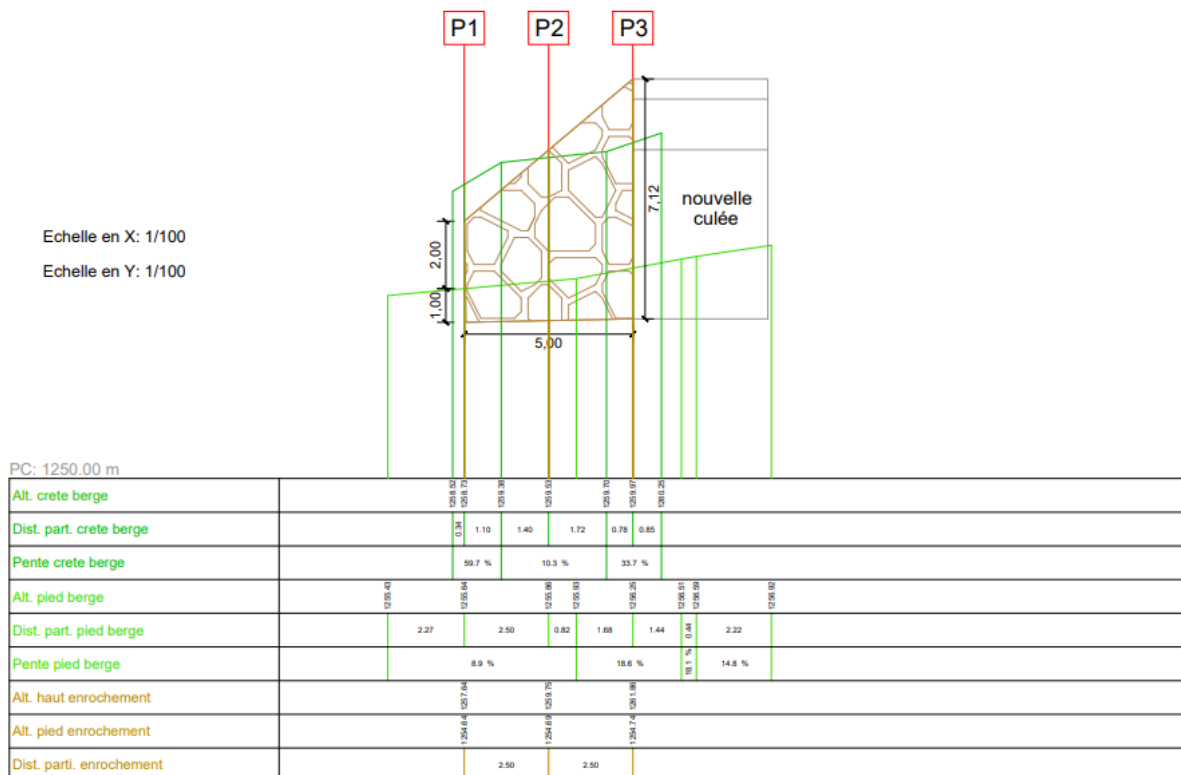 P1 P2 P3
nouvelle
culée
7,12
Echelle en X: 1/100
Echelle en Y: 1/100
2,00
1,00
5,00
PC: 1250.00 m
Alt. crete berge 1258.52 1258.73 1259.38 1259.53 1259.70 1259.97 1260.25
Dist. part. crete berge 0.34 1.10 1.40 1.72 0.78 0.85
Pente crete berge 59.7 % 10.3 % 33.7 %
Alt. pied berge 1255.43 1255.64 1255.86 1255.93 1256.25 1256.51 1256.59 1256.92
Dist. part. pied berge 2.27 2.50 0.82 1.68 1.44 0.44 2.22
Pente pied berge 8.9 % 18.6 % 18.1 % 14.8 %
Alt. haut enrochement 1257.64 1259.75 1261.86
Alt. pied enrochement 1254.64 1254.69 1254.74
Dist. parti. enrochement 2.50 2.50